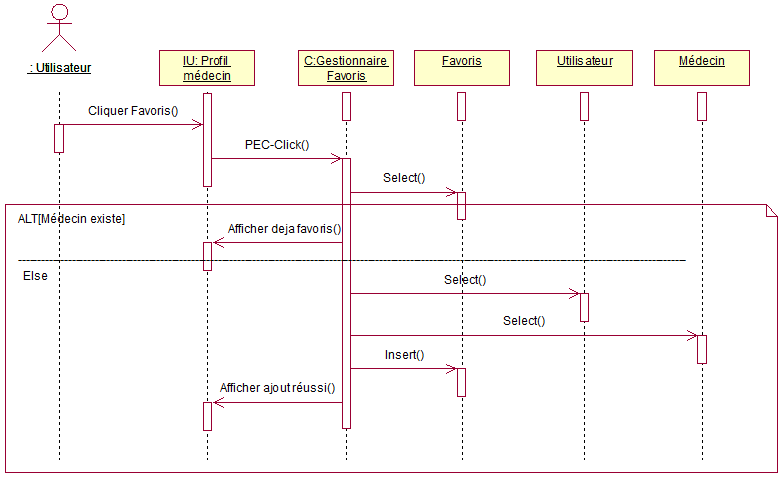 : Utilisateur
IU: Profil
médecin
C:Gestionnaire
Favoris
Favoris
Utilisateur
Médecin
Cliquer Favoris()
PEC-Click()
Select()
ALT[Médecin existe]
Afficher deja favoris()
Else
Select()
Select()
Insert()
Afficher ajout réussi()